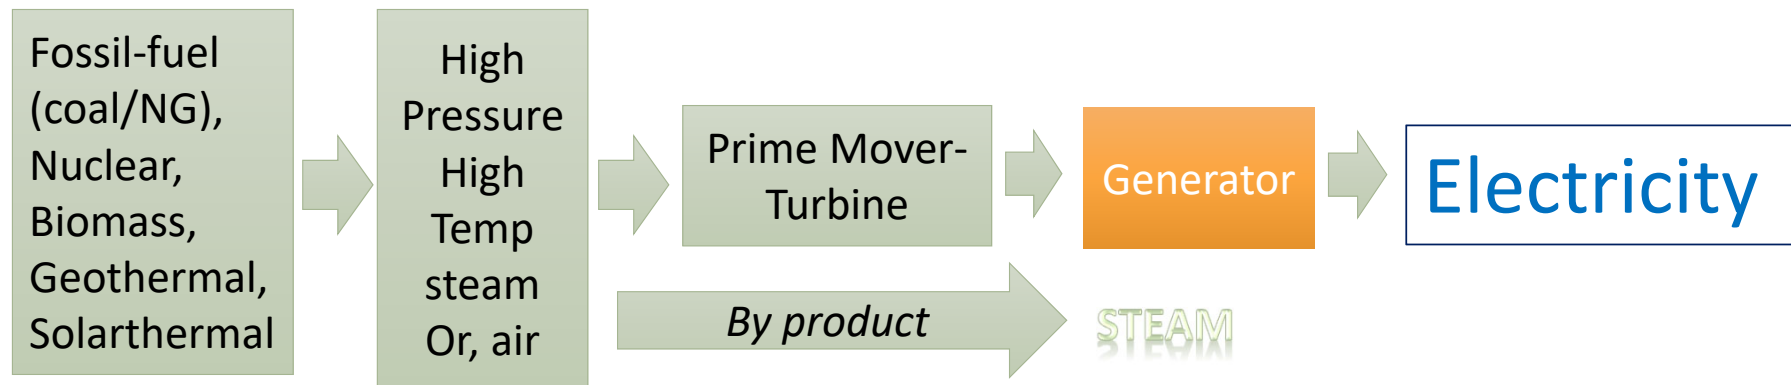 Fossil-fuel
(coal/NG),
Nuclear,
Biomass,
Geothermal,
Solarthermal
High
Pressure
High
Temp
steam
Or, air
Prime Mover-
Turbine
Generator
Electricity
By product
STEAM